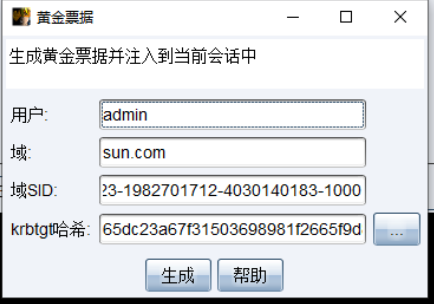 黄金票据
生成黄金票据并注入到当前会话中
用户: admin
域: sun.com
域SID: 23-1982701712-4030140183-1000
krbtgt哈希: 65dc23a67f31503698981f2665f9d ...
生成 帮助